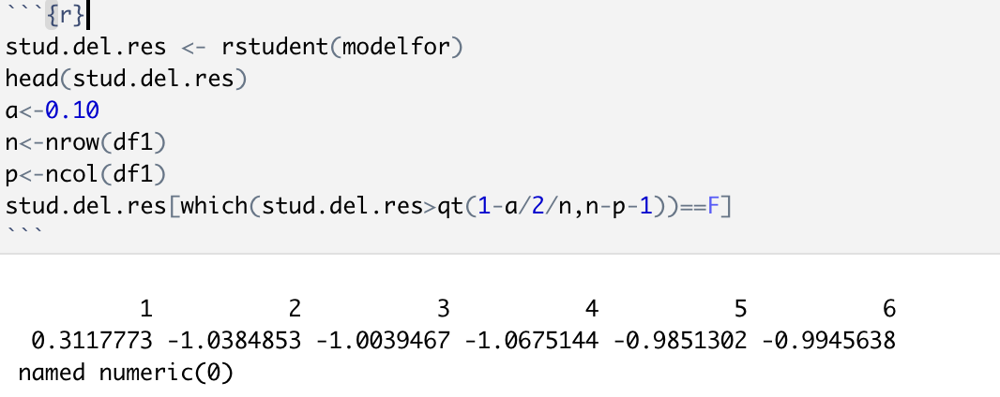 ```{r}
stud.del.res <- rstudent(modelfor)
head(stud.del.res)
a<-0.10
n<-nrow(df1)
p<-ncol(df1)
stud.del.res[which(stud.del.res>qt(1-a/2/n,n-p-1))==F]
```
1 2 3 4 5 6
0.3117773 -1.0384853 -1.0039467 -1.0675144 -0.9851302 -0.9945638
named numeric(0)